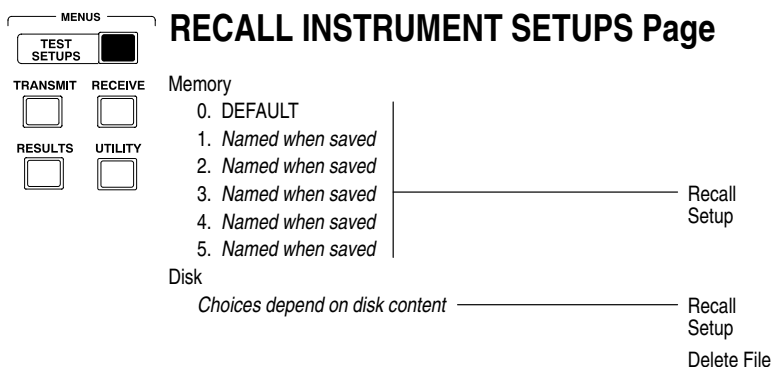 MENUS
TEST
SETUPS
TRANSMIT RECEIVE
RESULTS UTILITY
RECALL INSTRUMENT SETUPS Page
Memory
0. DEFAULT
1. Named when saved
2. Named when saved
3. Named when saved
4. Named when saved
5. Named when saved
Recall
Setup
Disk
Choices depend on disk content
Recall
Setup
Delete File